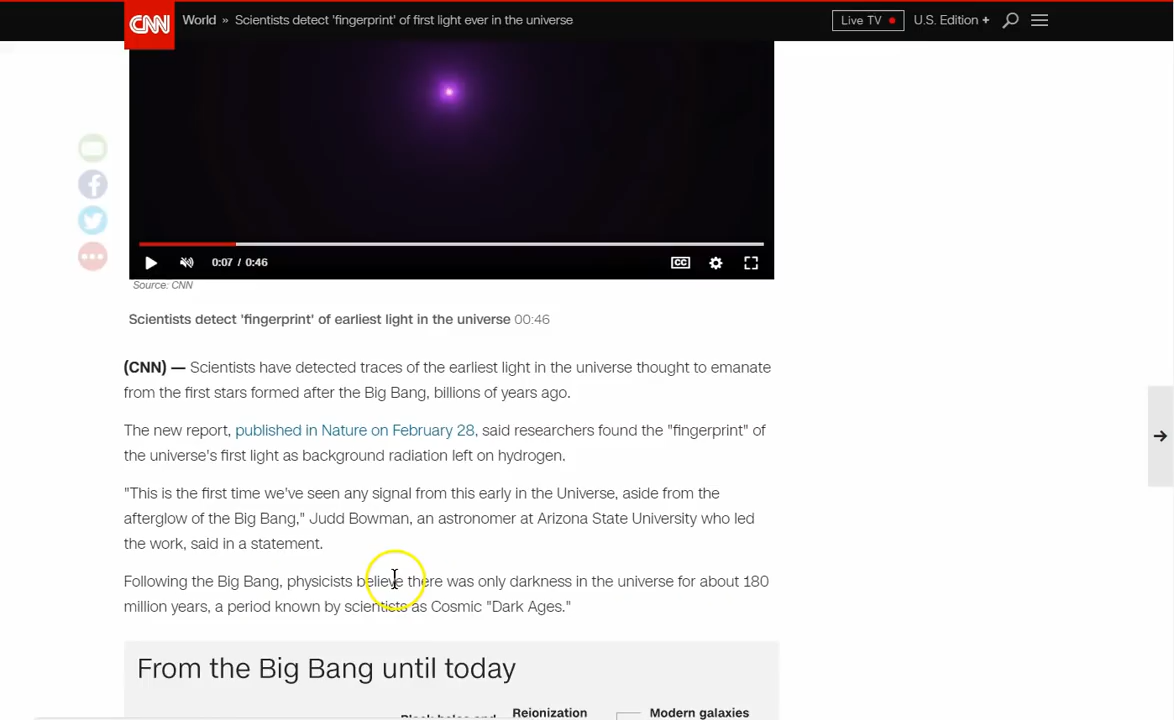 CNN World » Scientists detect 'fingerprint' of first light ever in the universe Live TV U.S. Edition +
0:07 / 0:46 CC
Source: CNN
Scientists detect 'fingerprint' of earliest light in the universe 00:46
(CNN) — Scientists have detected traces of the earliest light in the universe thought to emanate
from the first stars formed after the Big Bang, billions of years ago.
The new report, published in Nature on February 28, said researchers found the "fingerprint" of
the universe's first light as background radiation left on hydrogen.
"This is the first time we've seen any signal from this early in the Universe, aside from the
afterglow of the Big Bang," Judd Bowman, an astronomer at Arizona State University who led
the work, said in a statement.
Following the Big Bang, physicists believe there was only darkness in the universe for about 180
million years, a period known by scientists as Cosmic "Dark Ages."
From the Big Bang until today
Black holes and Reionization Modern galaxies